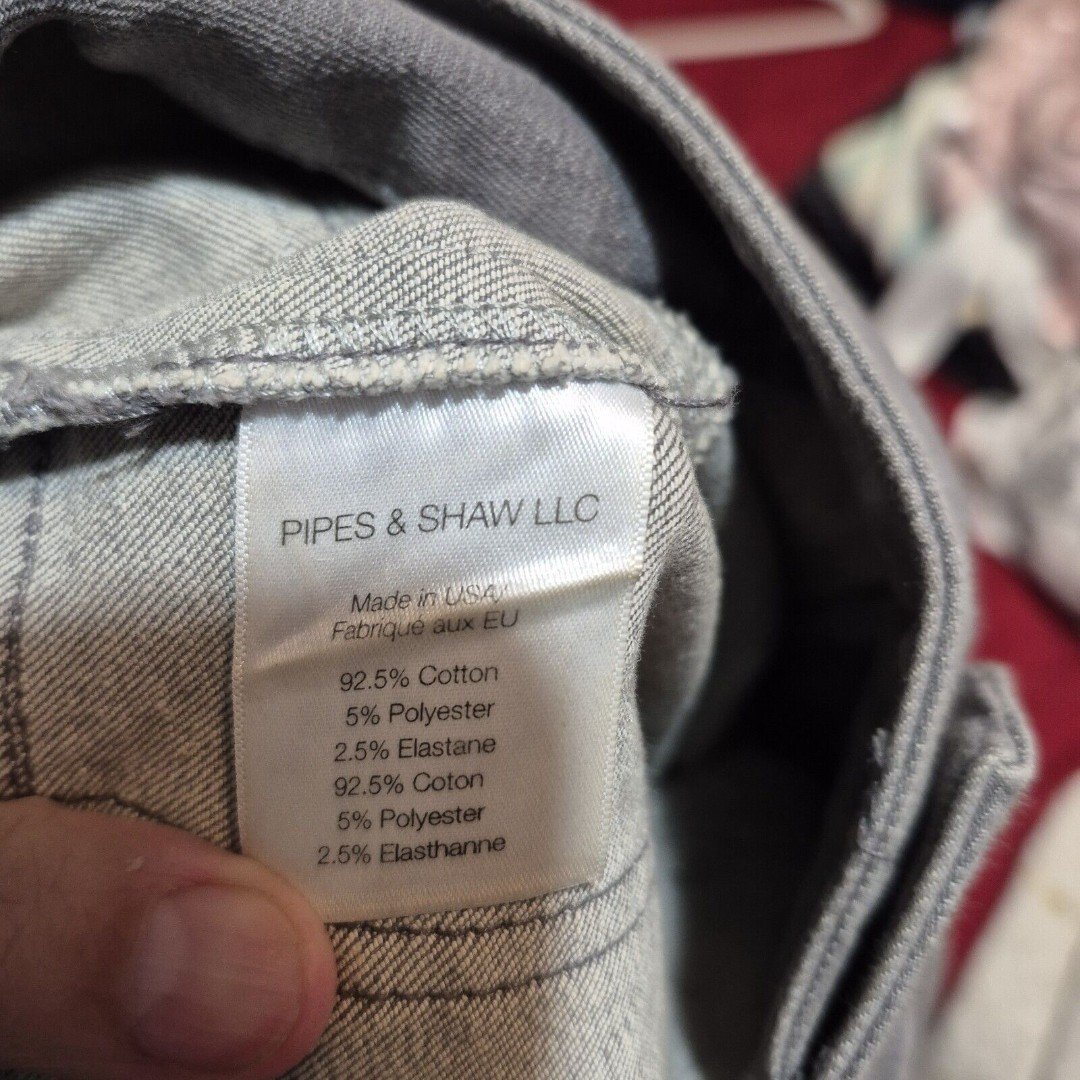 PIPES & SHAW LLC
Made in USA
Fabriqué aux EU
92.5% Cotton
5% Polyester
2.5% Elastane
92.5% Coton
5% Polyester
2.5% Elasthanne